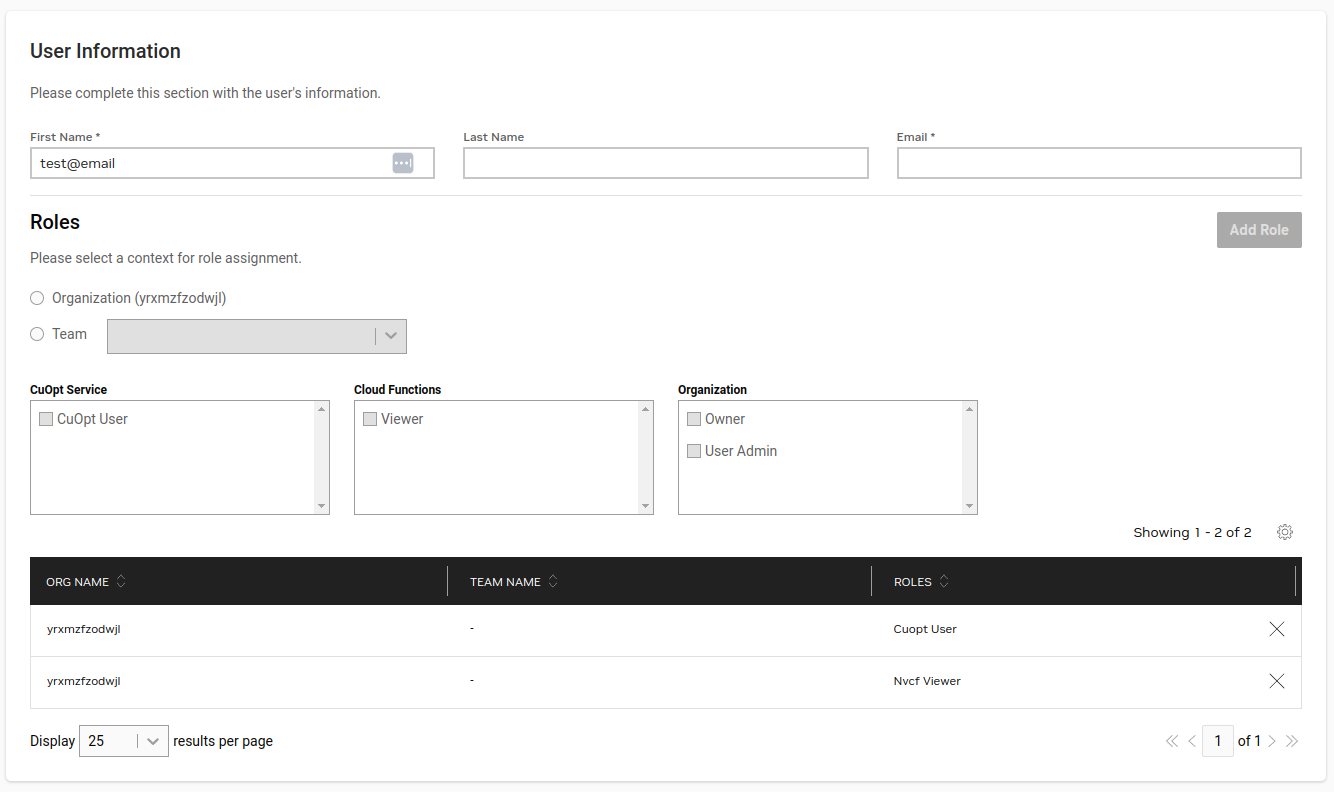 User Information
Please complete this section with the user's information.
First Name *
Last Name
Email *
test@email
Roles
Add Role
Please select a context for role assignment.
Organization (yrxmzfzodwjl)
Team
CuOpt Service
Cloud Functions
Organization
CuOpt User
Viewer
Owner
User Admin
Showing 1 - 2 of 2
ORG NAME
TEAM NAME
ROLES
yrxmzfzodwjl - Cuopt User
yrxmzfzodwjl - Nvcf Viewer
Display 25 results per page
1 of 1